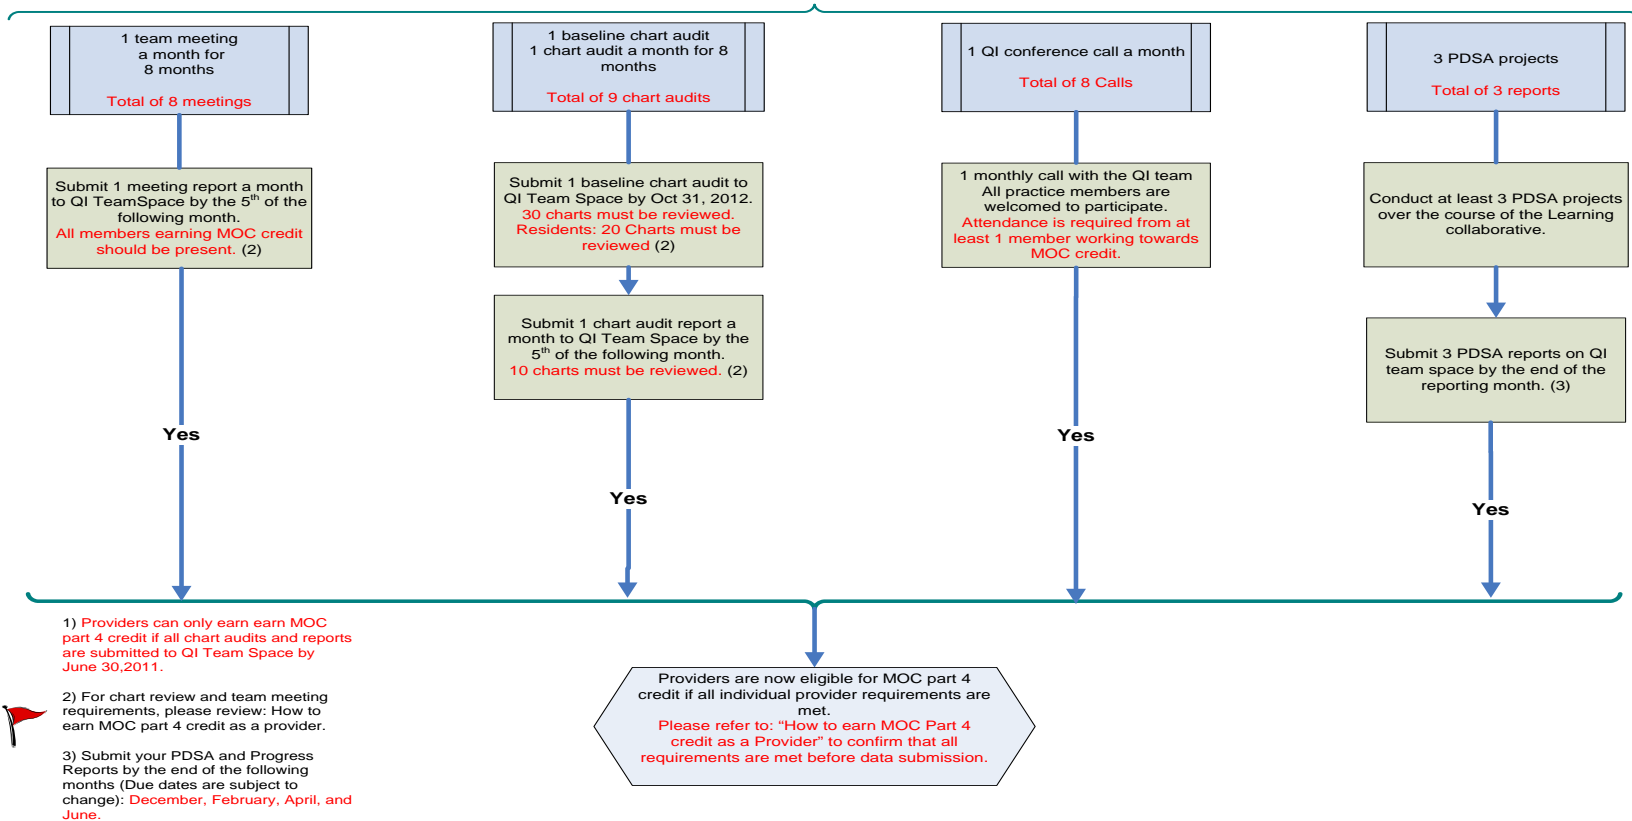 1 team meeting
a month for
8 months
Total of 8 meetings
Submit 1 meeting report a month
to QI TeamSpace by the 5th of the
following month.
All members earning MOC credit
should be present. (2)
Yes
1 baseline chart audit
1 chart audit a month for 8
months
Total of 9 chart audits
Submit 1 baseline chart audit to
QI Team Space by Oct 31, 2012.
30 charts must be reviewed.
Residents: 20 Charts must be
reviewed (2)
Submit 1 chart audit report a
month to QI Team Space by the
5th of the following month.
10 charts must be reviewed. (2)
Yes
1 QI conference call a month
Total of 8 Calls
1 monthly call with the QI team
All practice members are
welcomed to participate.
Attendance is required from at
least 1 member working towards
MOC credit.
Yes
3 PDSA projects
Total of 3 reports
Conduct at least 3 PDSA projects
over the course of the Learning
collaborative.
Submit 3 PDSA reports on QI
team space by the end of the
reporting month. (3)
Yes
1) Providers can only earn earn MOC
part 4 credit if all chart audits and reports
are submitted to QI Team Space by
June 30,2011.
2) For chart review and team meeting
requirements, please review: How to
earn MOC part 4 credit as a provider.
3) Submit your PDSA and Progress
Reports by the end of the following
months (Due dates are subject to
change): December, February, April, and
June.
Providers are now eligible for MOC part 4
credit if all individual provider requirements are
met.
Please refer to: “How to earn MOC Part 4
credit as a Provider” to confirm that all
requirements are met before data submission.